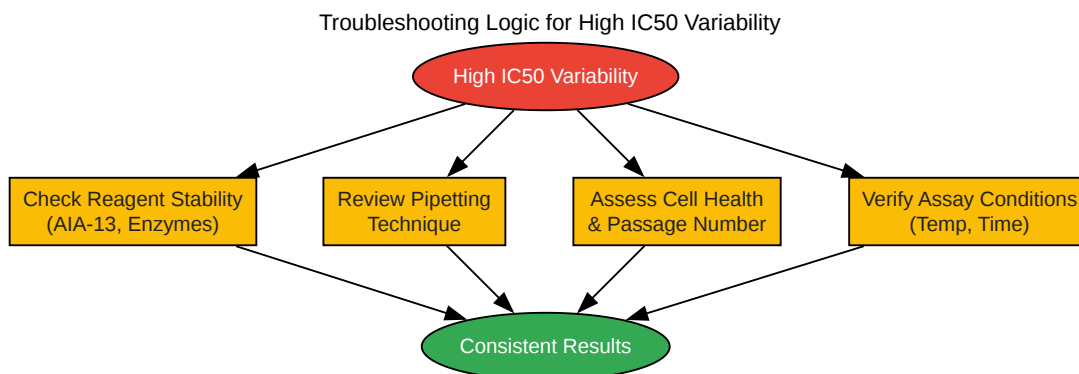 Troubleshooting Logic for High IC50 Variability
High IC50 Variability
Check Reagent Stability
(AIA-13, Enzymes)
Review Pipetting
Technique
Assess Cell Health
& Passage Number
Verify Assay Conditions
(Temp, Time)
Consistent Results